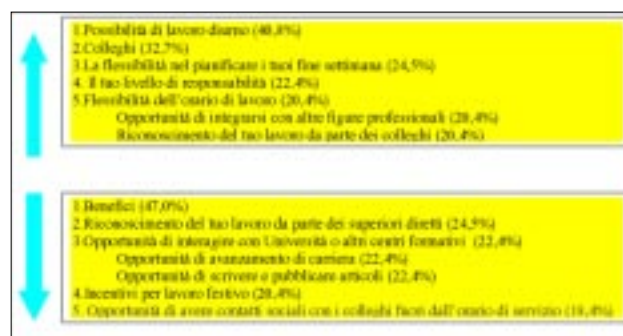 1.Possibilità di lavoro diurno (40,8%)
2.Colleghi (32,7%)
3.La flessibilità nel pianificare i tuoi fine settimana (24,5%)
4. Il tuo livello di responsabilità (22,4%)
5.Flessibilità dell'orario di lavoro (20,4%)
Opportunità di integrarsi con altre figure professionali (20,4%)
Riconoscimento del tuo lavoro da parte dei colleghi (20,4%)
1.Benefici (47,0%)
2.Riconoscimento del tuo lavoro da parte dei superiori diretti (24,5%)
3.Opportunità di interagire con Università o altri centri formativi (22,4%)
Opportunità di avanzamento di carriera (22,4%)
Opportunità di scrivere e pubblicare articoli (22,4%)
4.Incentivi per lavoro festivo (20,4%)
5. Opportunità di avere contatti sociali con i colleghi fuori dall'orario di servizio (18,4%)